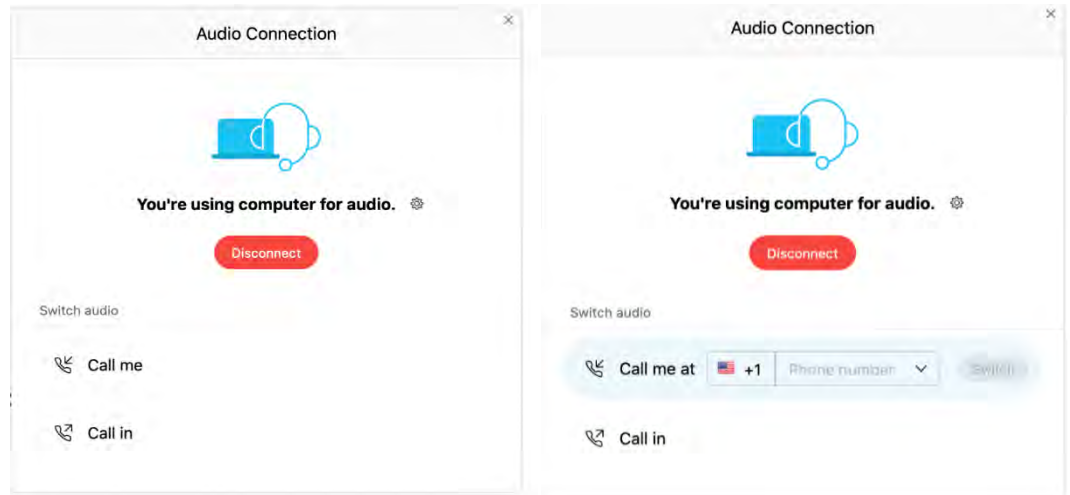 Audio Connection
You're using computer for audio.
Disconnect
Switch audio
Call me
Call in
Audio Connection
You're using computer for audio.
Disconnect
Switch audio
Call me at +1 Phone number Switch
Call in